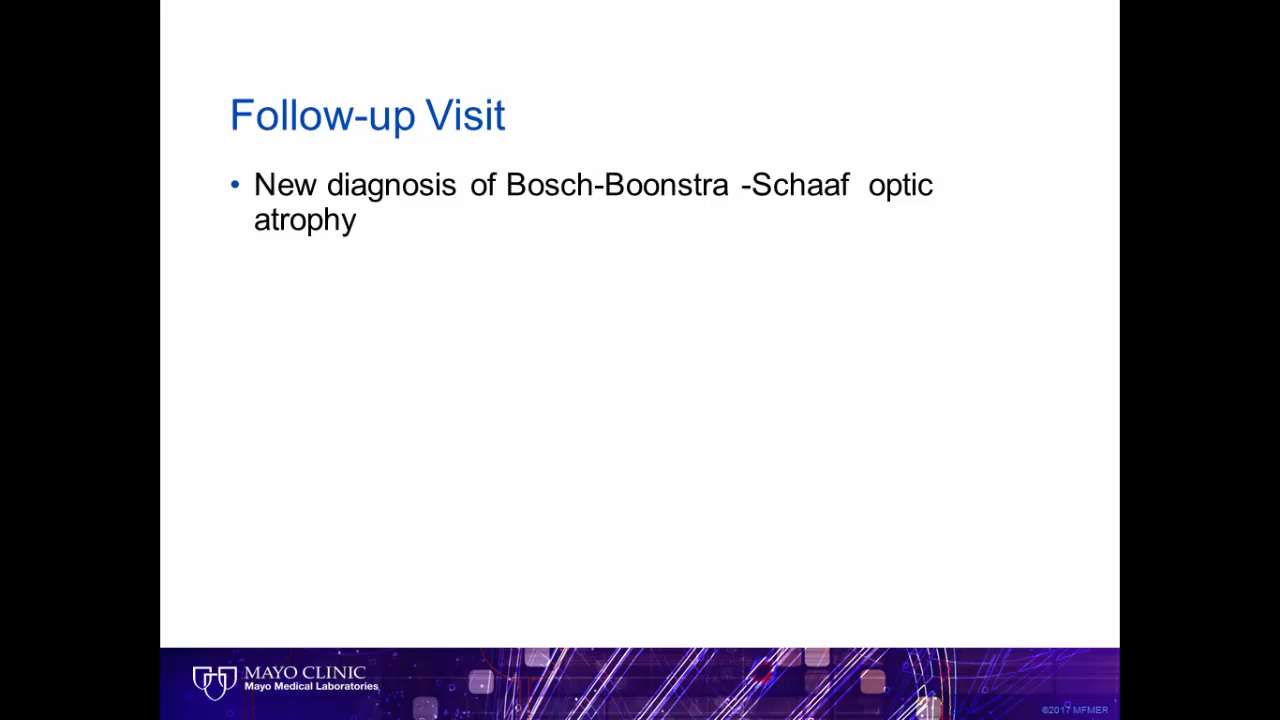 Follow-up Visit
• New diagnosis of Bosch-Boonstra -Schaaf optic
atrophy
MAYO CLINIC
Mayo Medical Laboratories
©2017 MFMER